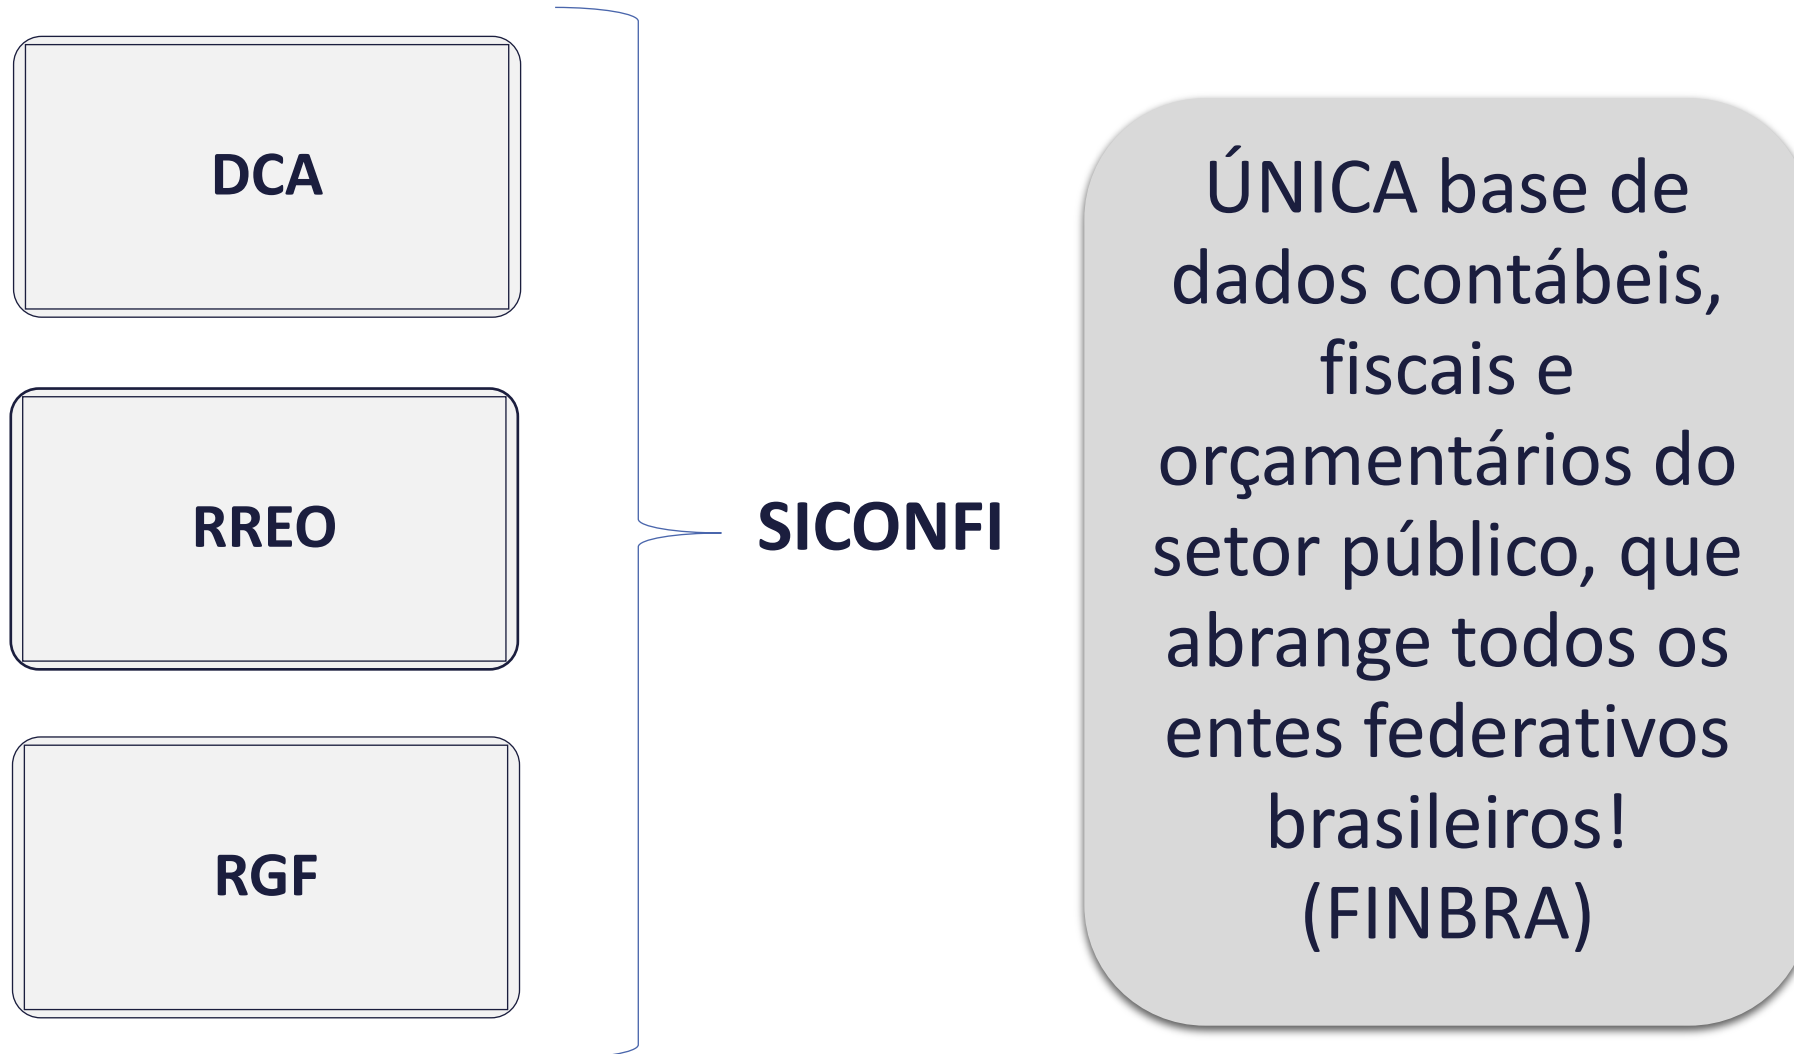 DCA
RREO
RGF
SICONFI
ÚNICA base de
dados contábeis,
fiscais e
orçamentários do
setor público, que
abrange todos os
entes federativos
brasileiros!
(FINBRA)